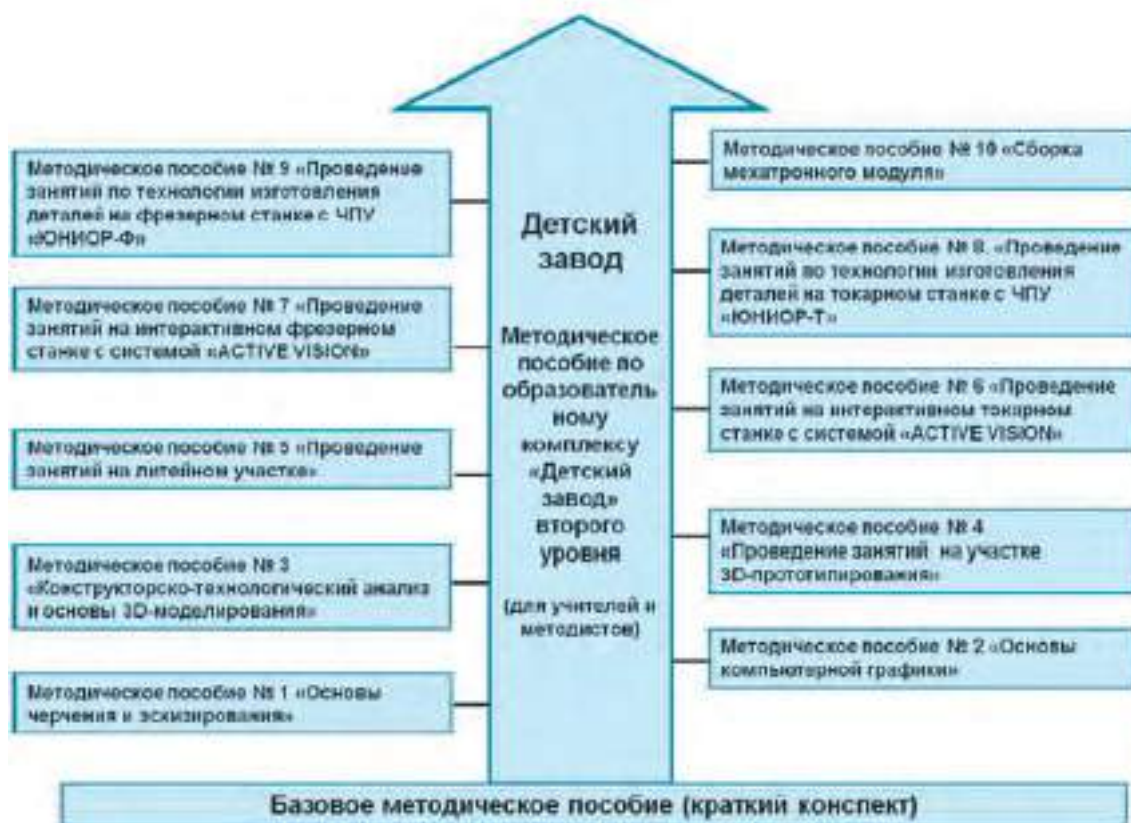 Методическое пособие № 9 «Проведение
занятий по технологии изготовления
деталей на фрезерном станке с ЧПУ
«ЮНИОР-Ф»
Методическое пособие № 7 «Проведение
занятий на интерактивном фрезерном
станке с системой «ACTIVE VISION»
Методическое пособие № 5 «Проведение
занятий на литейном участке»
Методическое пособие № 3
«Конструкторско-технологический анализ
и основы 3D-моделирования»
Методическое пособие № 1 «Основы
черчения и эскизирования»
Детский
завод
Методическое
пособие по
образователь
ному
комплексу
«Детский
завод»
второго
уровня
(для учителей и
методистов)
Методическое пособие № 10 «Сборка
мехатронного модуля»
Методическое пособие № 8. «Проведение
занятий по технологии изготовления
деталей на токарном станке с ЧПУ
«ЮНИОР-Т»
Методическое пособие № 6 «Проведение
занятий на интерактивном токарном
станке с системой «ACTIVE VISION»
Методическое пособие № 4
«Проведение занятий на участке
3D-прототипирования»
Методическое пособие № 2 «Основы
компьютерной графики»
Базовое методическое пособие (краткий конспект)